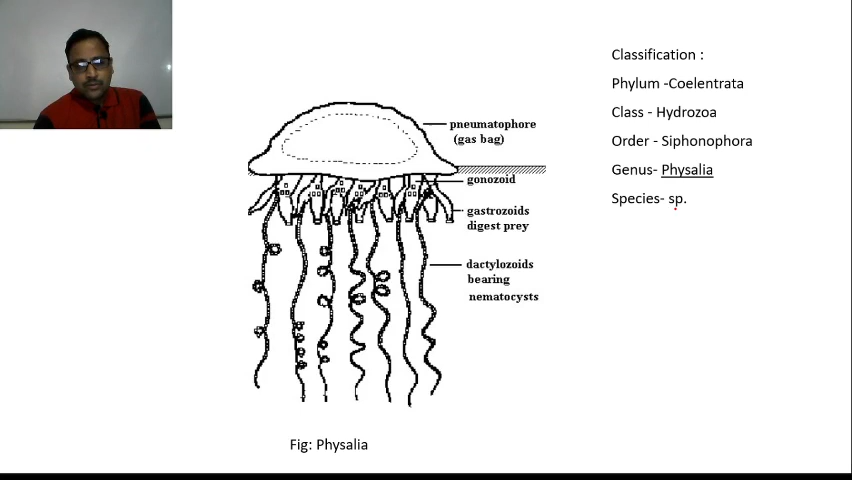 Classification :
Phylum -Coelentrata
Class - Hydrozoa
Order - Siphonophora
Genus- Physalia
Species- sp.
pneumatophore
(gas bag)
gonozoid
gastrozoids
digest prey
dactylozoids
bearing
nematocysts
Fig: Physalia